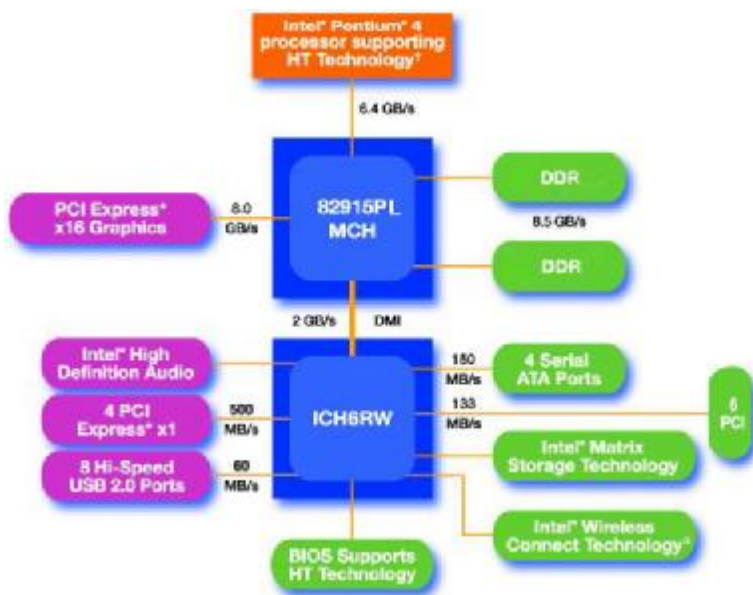 Intel® Pentium® 4
processor supporting
HT Technology†
6.4 GB/s
PCI Express*
x16 Graphics
8.0
GB/s
82915PL
MCH
DDR
8.5 GB/s
DDR
2 GB/s
DMI
Intel® High
Definition Audio
4 PCI
Express* x1
500
MB/s
8 Hi-Speed
USB 2.0 Ports
60
MB/s
ICH6RW
150
MB/s
4 Serial
ATA Ports
133
MB/s
6
PCI
Intel® Matrix
Storage Technology
Intel® Wireless
Connect Technology
BIOS Supports
HT Technology